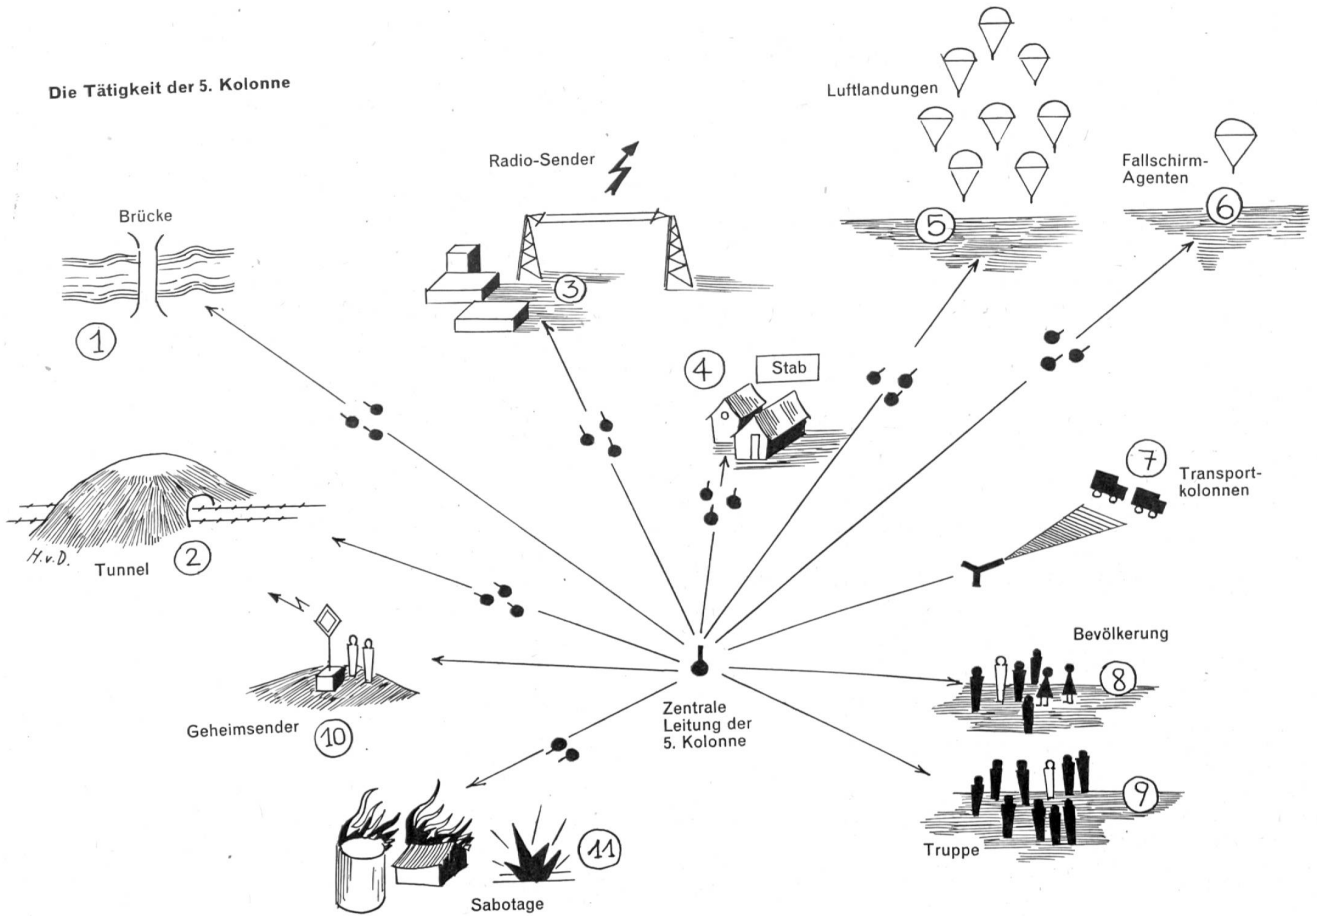 Die Tätigkeit der 5. Kolonne
Brücke
1
Tunnel
2
H.v.D.
Radio-Sender
3
4
Stab
Luftlandungen
5
Fallschirm-
Agenten
6
7
Transport-
kolonnen
Bevölkerung
8
9
Truppe
Geheimsender
10
Zentrale
Leitung der
5. Kolonne
11
Sabotage